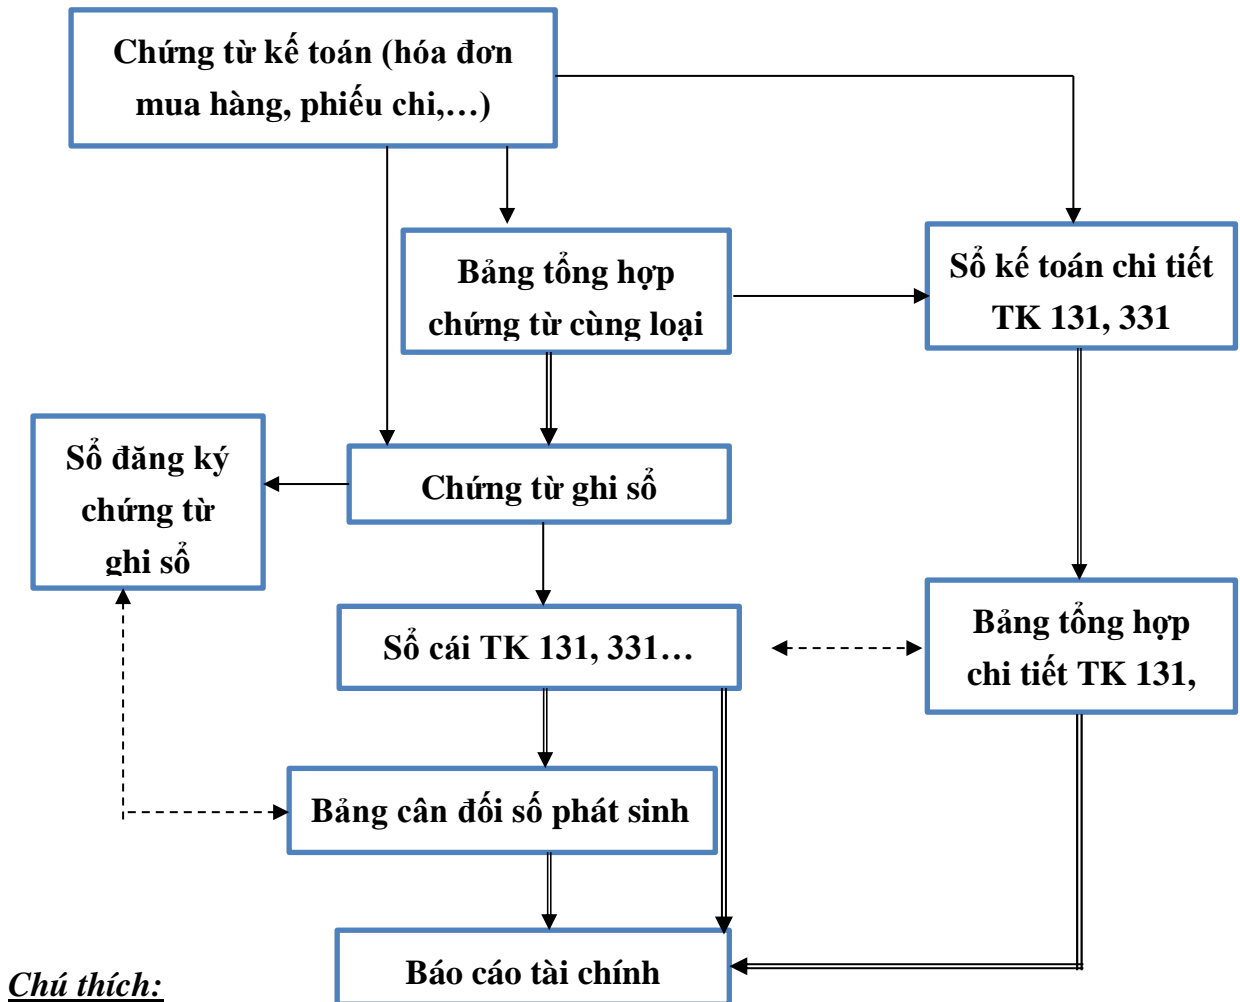 Chứng từ kế toán (hóa đơn
mua hàng, phiếu chi,…)
Bảng tổng hợp
chứng từ cùng loại
Sổ kế toán chi tiết
TK 131, 331
Sổ đăng ký
chứng từ
ghi sổ
Chứng từ ghi sổ
Sổ cái TK 131, 331…
Bảng tổng hợp
chi tiết TK 131,
Bảng cân đối số phát sinh
Báo cáo tài chính
Chú thích: